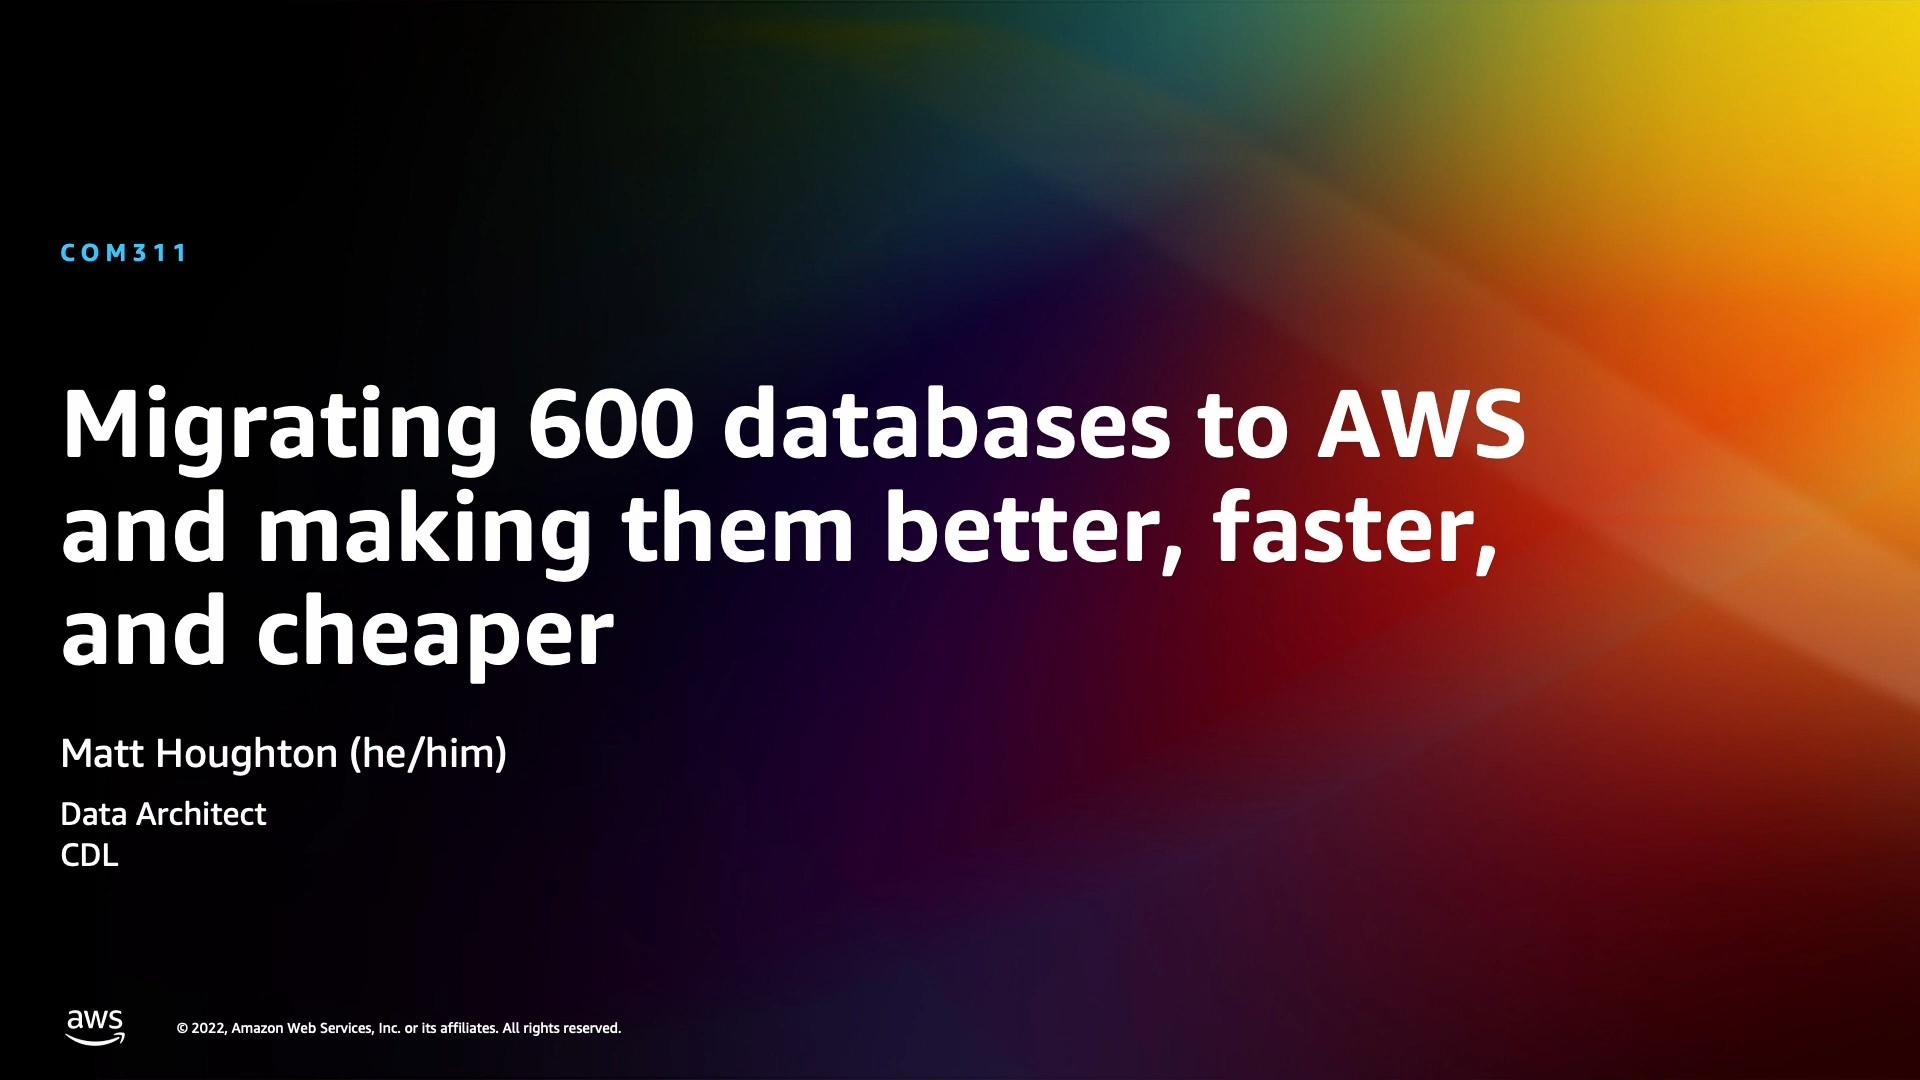 COM311
Migrating 600 databases to AWS
and making them better, faster,
and cheaper
Matt Houghton (he/him)
Data Architect
CDL
aws
© 2022, Amazon Web Services, Inc. or its affiliates. All rights reserved.